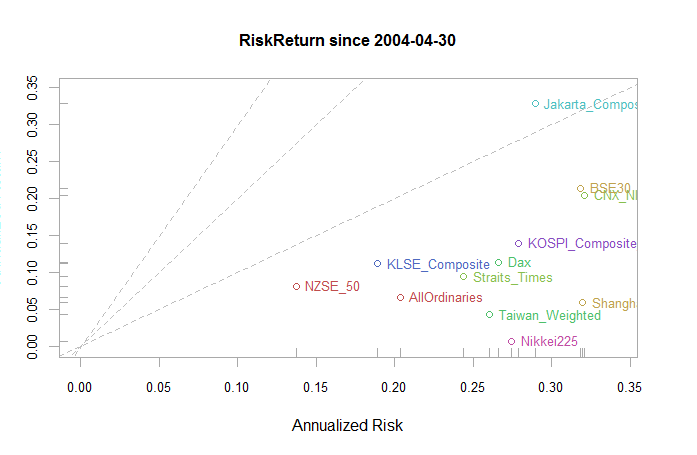 RiskReturn since 2004-04-30
0.35
0.30
0.25
0.20
0.15
0.10
0.05
0.00
Jakarta_Compos
BSE30
CNX_NI
KOSPI_Composite
KLSE_Composite
Dax
Straits_Times
NZSE_50
AllOrdinaries
Shangh
Taiwan_Weighted
Nikkei225
0.00 0.05 0.10 0.15 0.20 0.25 0.30 0.35
Annualized Risk